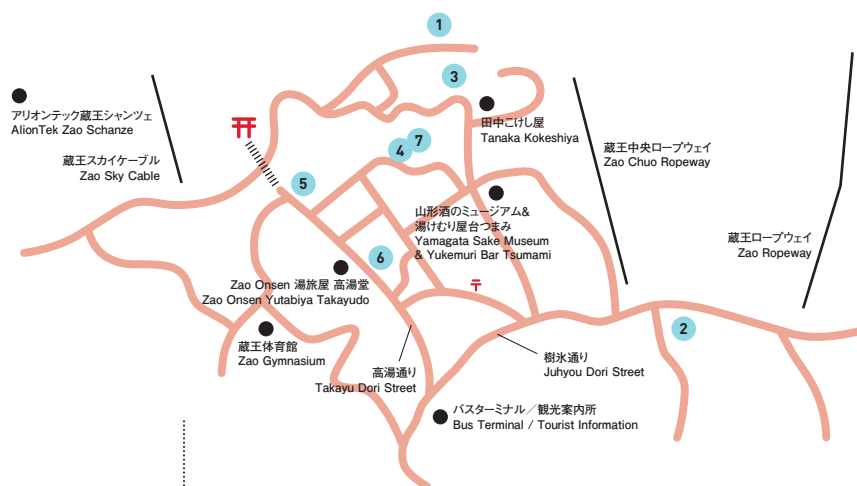 1
3
アリオンテック蔵王シャンツェ
AlionTek Zao Schanze
田中こけし屋
Tanaka Kokeshiya
蔵王スカイケーブル
Zao Sky Cable
蔵王中央ロープウェイ
Zao Chuo Ropeway
4
7
5
山形酒のミュージアム&
湯けむり屋台つまみ
Yamagata Sake Museum
& Yukemuri Bar Tsumami
蔵王ロープウェイ
Zao Ropeway
6
Zao Onsen 湯旅屋 高湯堂
Zao Onsen Yutabiya Takayudo
〒
2
蔵王体育館
Zao Gymnasium
高湯通り
Takayu Dori Street
樹氷通り
Juhyou Dori Street
バスターミナル／観光案内所
Bus Terminal / Tourist Information